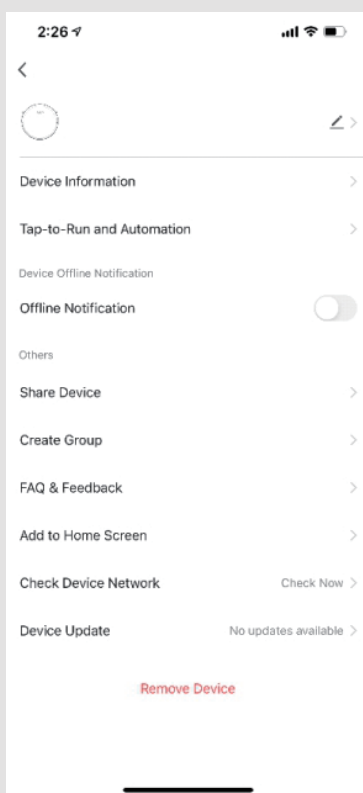 2:26
Device Information
Tap-to-Run and Automation
Device Offline Notification
Offline Notification
Others
Share Device
Create Group
FAQ & Feedback
Add to Home Screen
Check Device Network Check Now
Device Update No updates available
Remove Device